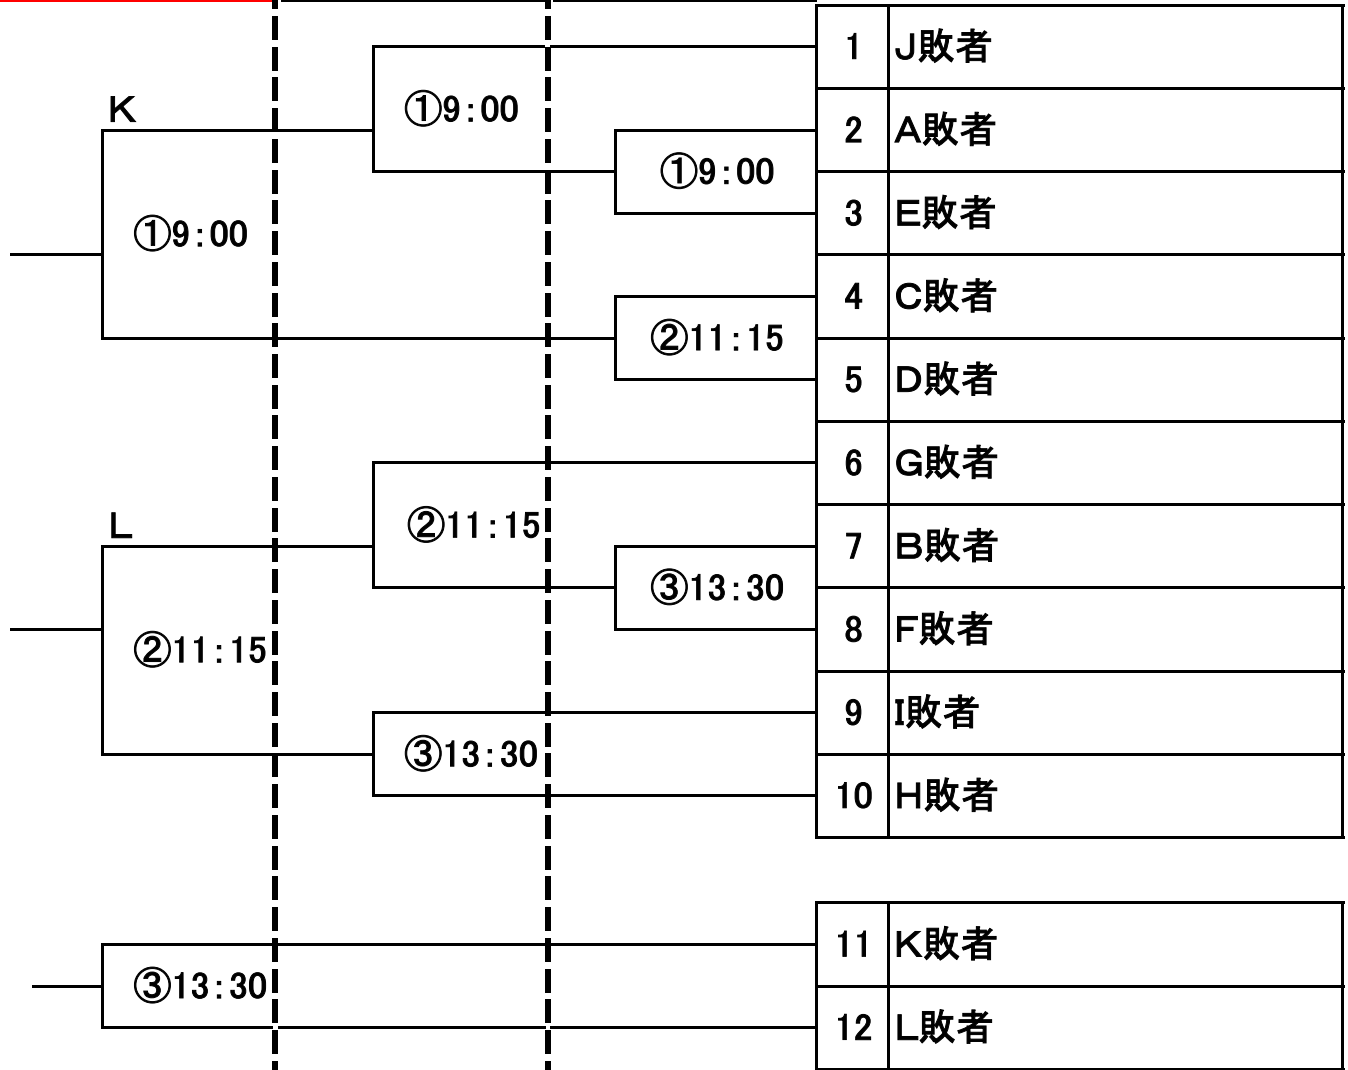 1 J敗者
K
①9:00
2 A敗者
①9:00
3 E敗者
①9:00
4 C敗者
②11:15
5 D敗者
6 G敗者
L
②11:15
7 B敗者
③13:30
8 F敗者
②11:15
9 I敗者
③13:30
10 H敗者
11 K敗者
③13:30
12 L敗者